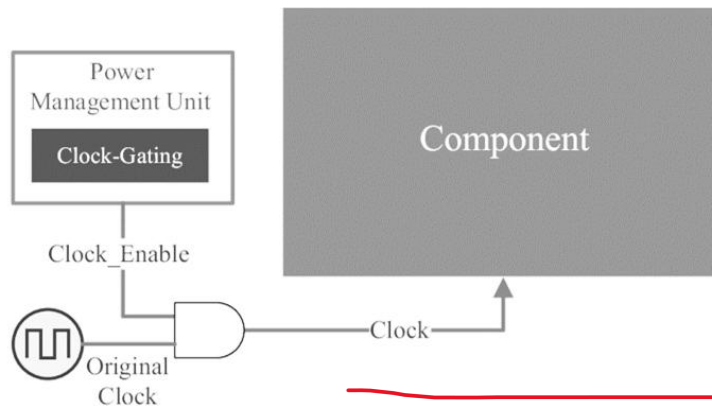 Power
Management Unit
Clock-Gating
Component
Clock_Enable
Clock
Original
Clock